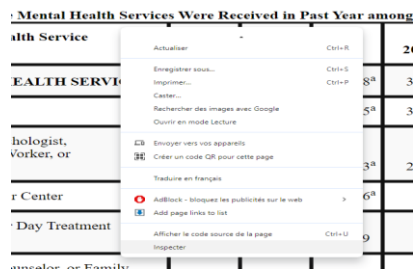 e Mental Health Services Were Received in Past Year among
alth Service
20
EALTH SERVI
8a
3
5a
3
hologist,
Worker, or
3a
2
r Center
6a
Day Treatment
9
unselor, or Family
Actualiser Ctrl+R
Enregistrer sous... Ctrl+S
Imprimer... Ctrl+P
Caster...
Rechercher des images avec Google
Ouvrir en mode Lecture
Envoyer vers vos appareils
Créer un code QR pour cette page
Traduire en français
AdBlock - bloquez les publicités sur le web
Add page links to list
Afficher le code source de la page Ctrl+U
Inspecter